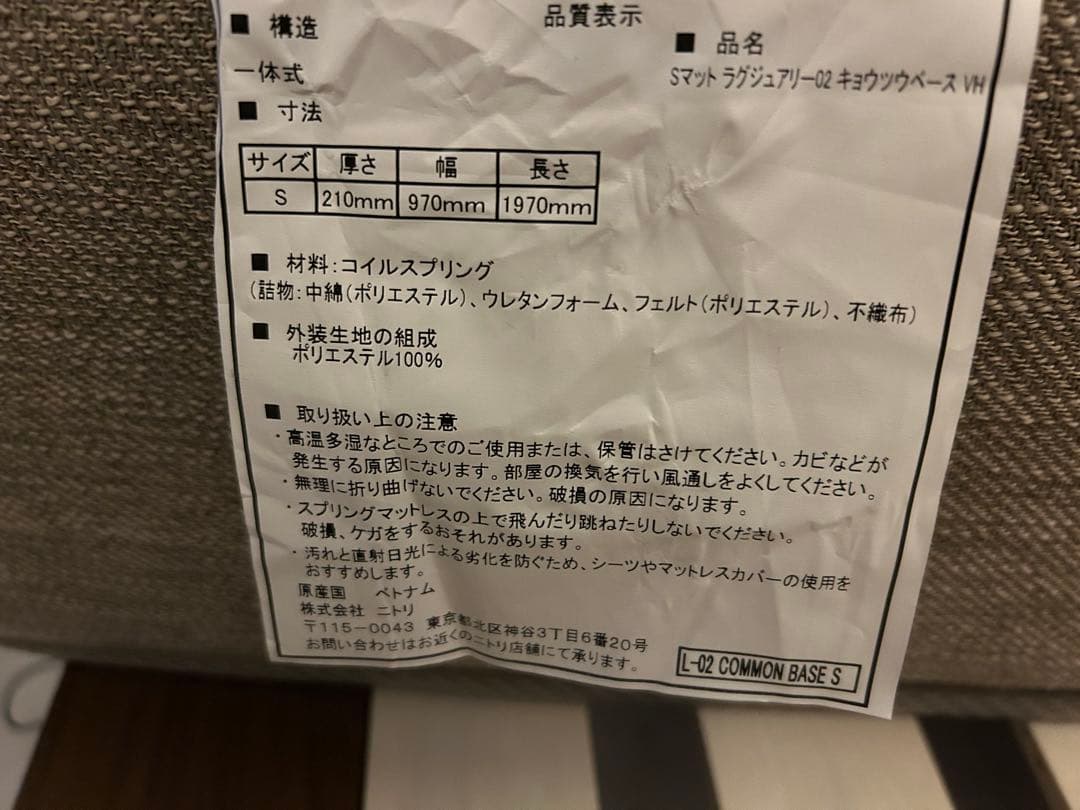 品質表示
■ 構造
■ 品名
一体式
Sマット ラグジュアリー02 キョウツウベース VH
■ 寸法
サイズ 厚さ 幅 長さ
S 210mm 970mm 1970mm
■ 材料:コイルスプリング
(詰物:中綿(ポリエステル)、ウレタンフォーム、フェルト(ポリエステル)、不織布)
■ 外装生地の組成
ポリエステル100%
■ 取り扱い上の注意
・高温多湿なところでのご使用または、保管はさけてください。カビなどが
発生する原因になります。部屋の換気を行い風通しをよくしてください。
・無理に折り曲げないでください。破損の原因になります。
・スプリングマットレスの上で飛んだり跳ねたりしないでください。
破損、ケガをするおそれがあります。
・汚れと直射日光による劣化を防ぐため、シーツやマットレスカバーの使用を
おすすめします。
原産国 ベトナム
株式会社 ニトリ
〒115-0043 東京都北区神谷3丁目6番20号
お問い合わせはお近くのニトリ店舗にて承ります。
L-02 COMMON BASE S